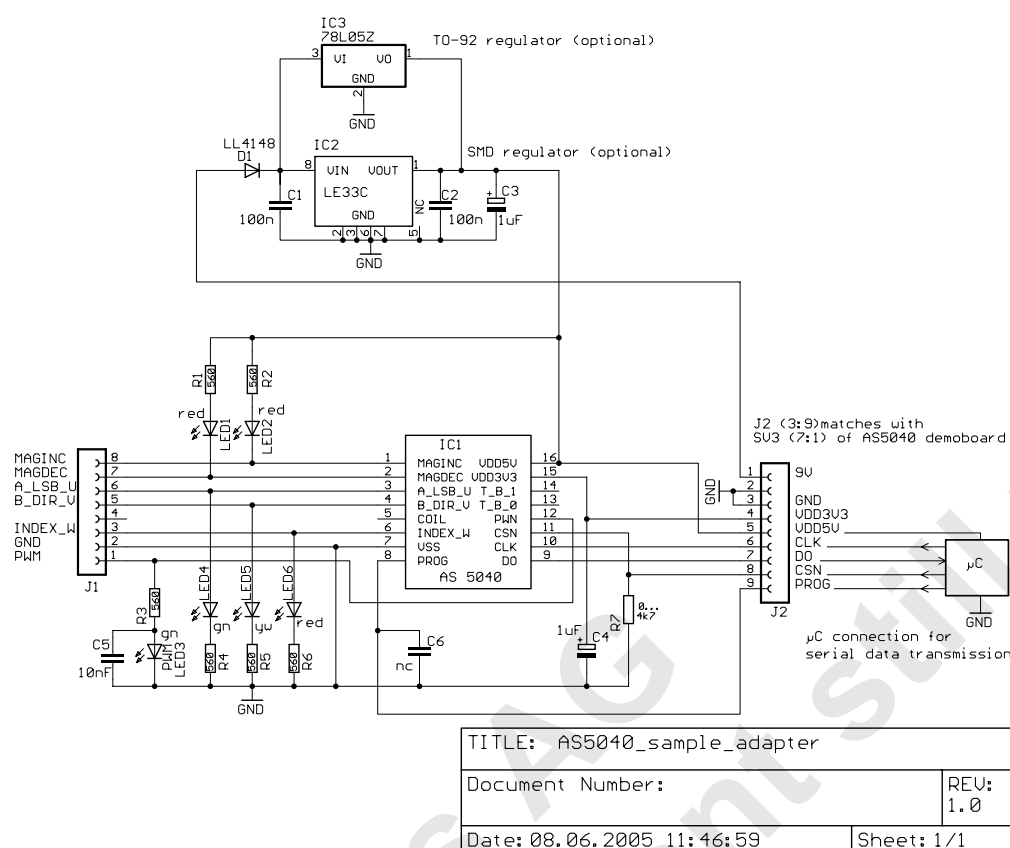 IC3
78L05Z
TO-92 regulator (optional)
3 VI VO 1
GND
2
GND
LL4148
D1
IC2
SMD regulator (optional)
8 VIN VOUT 1
LE33C
GND
NC
2 3 6 7 5
C1
100n
C2
100n
+ C3
1uF
GND
R1 560
R2 560
red
LED1
red
LED2
J2 (3:9)matches with
SV3 (7:1) of AS5040 demoboard
MAGINC 8
MAGDEC 7
A_LSB_U 6
B_DIR_V 5
4
INDEX_W 3
GND 2
PWM 1
J1
IC1
1 MAGINC VDD5V 16
2 MAGDEC VDD3V3 15
3 A_LSB_U T_B_1 14
4 B_DIR_V T_B_0 13
5 COIL PWN 12
6 INDEX_W CSN 11
7 VSS CLK 10
8 PROG DO 9
AS 5040
1 9V
GND 2
3 GND
4 VDD3V3
5 VDD5V
6 CLK
7 DO
8 CSN
9 PROG
J2
µC
GND
R3 560
LED4
LED5
LED6
gn
yw
red
C5
10nF
gn
PWM
LED3
560 R4
560 R5
560 R6
GND
C6
nc
1uF + C4
R7
0...
4k7
µC connection for
serial data transmission
TITLE: AS5040_sample_adapter
Document Number:
REV:
1.0
Date: 08.06.2005 11:46:59
Sheet: 1/1
AG
nt still